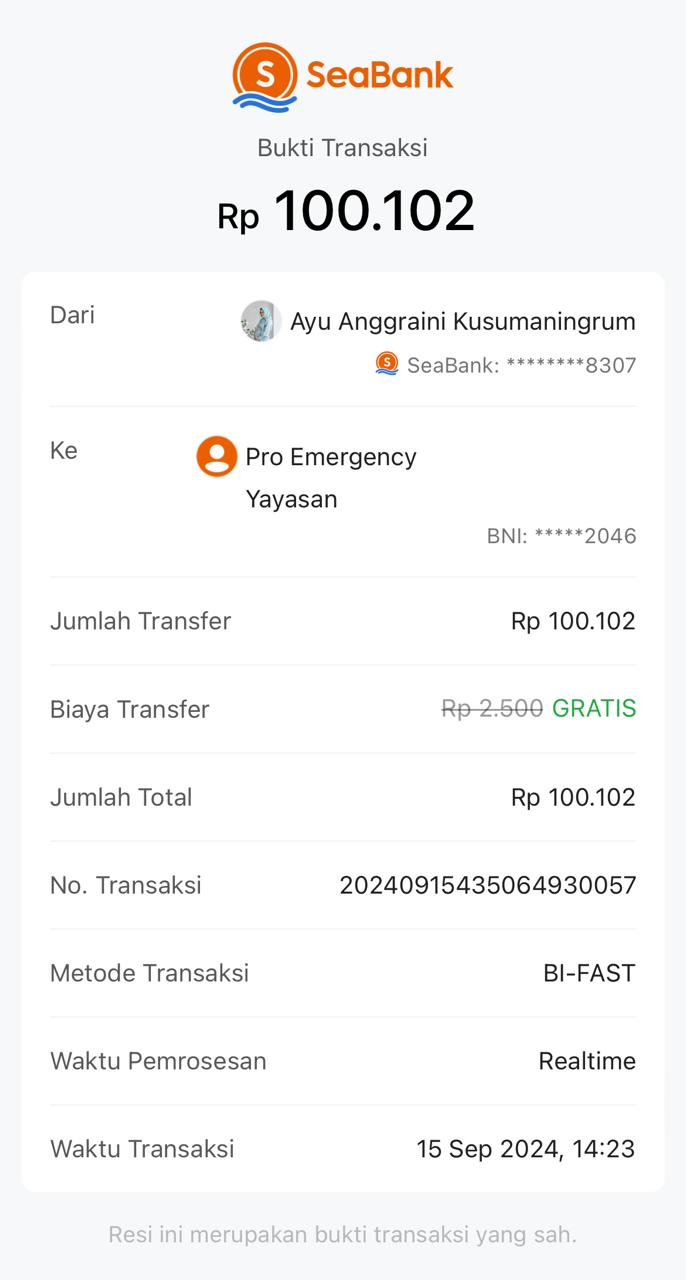 SeaBank
Bukti Transaksi
Rp 100.102
Dari
Ayu Anggraini Kusumaningrum
SeaBank: ********8307
Ke
Pro Emergency
Yayasan
BNI: *****2046
Jumlah Transfer Rp 100.102
Biaya Transfer Rp 2.500 GRATIS
Jumlah Total Rp 100.102
No. Transaksi 20240915435064930057
Metode Transaksi BI-FAST
Waktu Pemrosesan Realtime
Waktu Transaksi 15 Sep 2024, 14:23
Resi ini merupakan bukti transaksi yang sah.